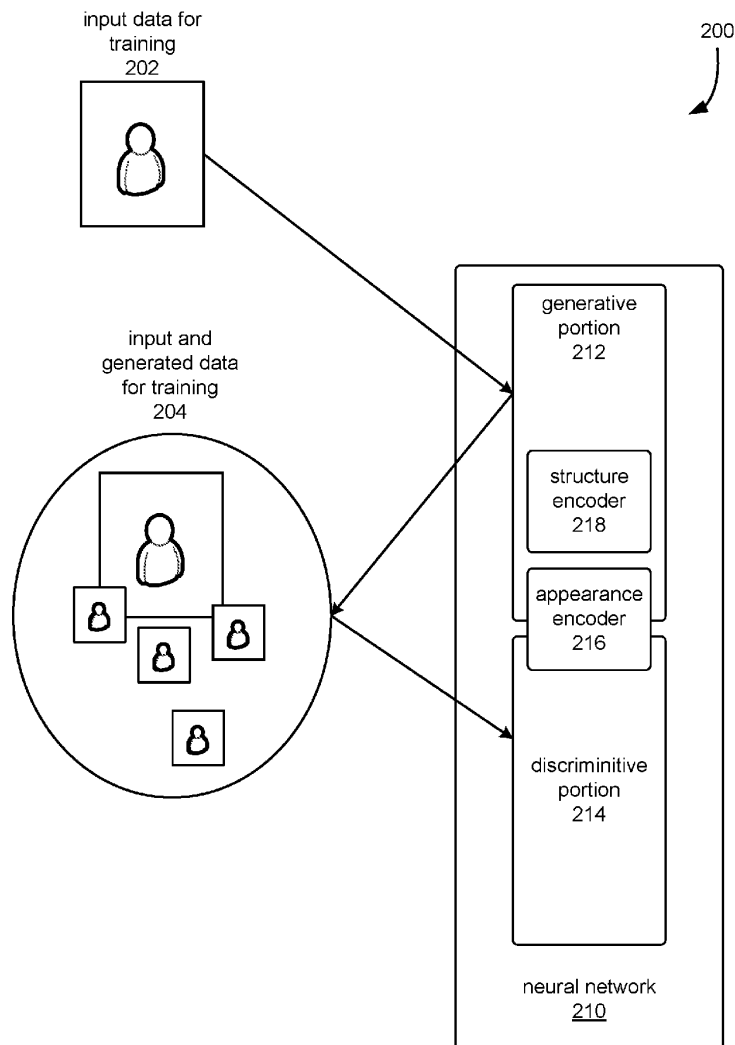 input data for
training
202
200
input and
generated data
for training
204
generative
portion
212
structure
encoder
218
appearance
encoder
216
discriminitive
portion
214
neural network
210